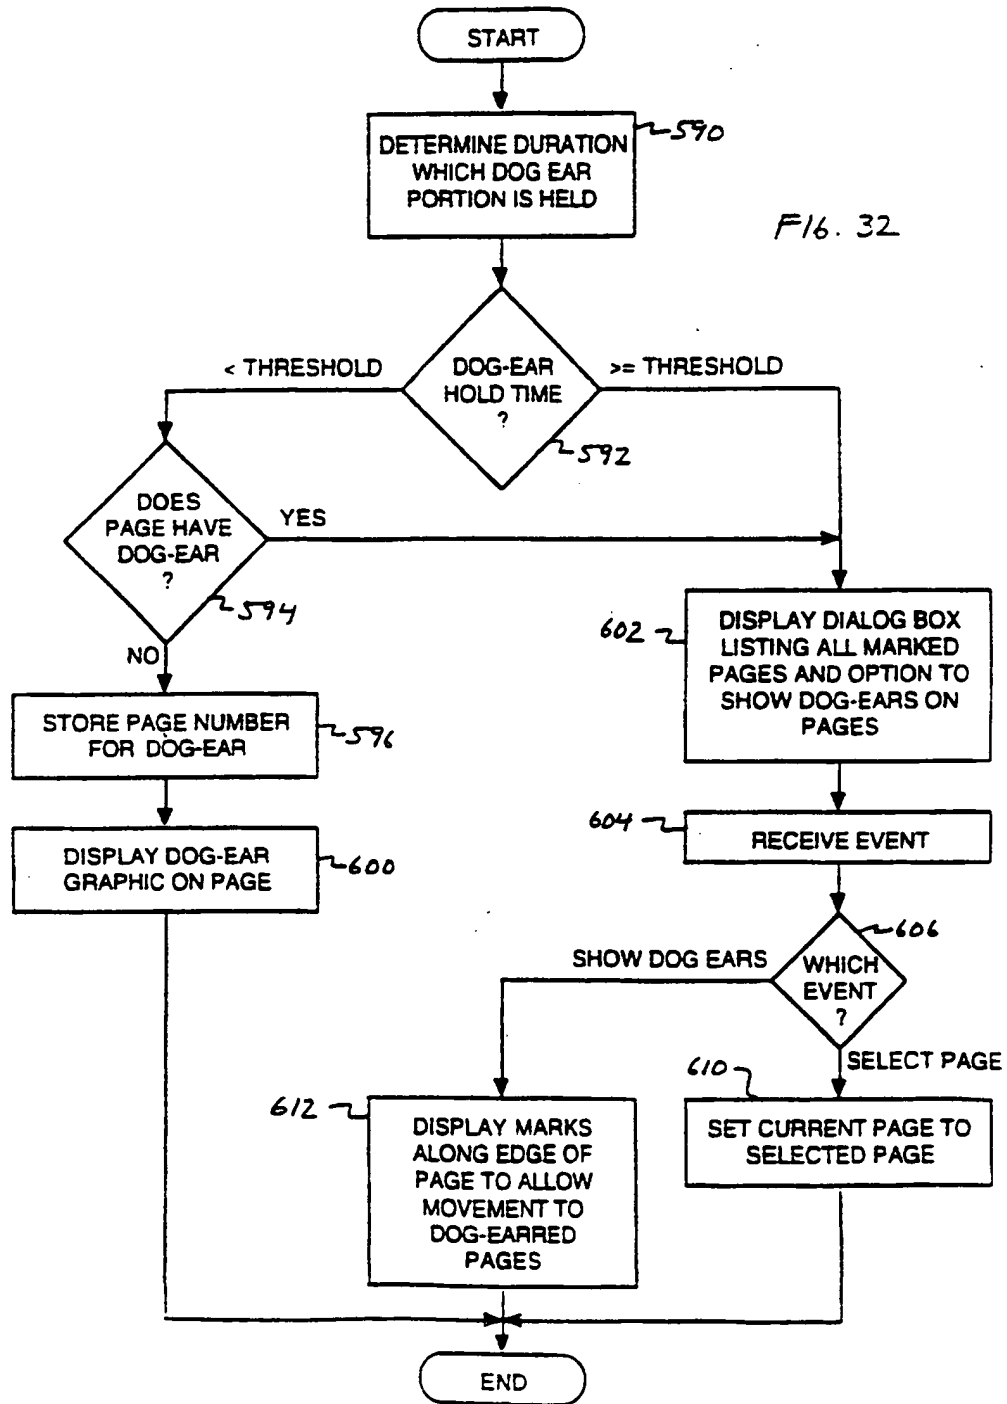 START
DETERMINE DURATION
WHICH DOG EAR
PORTION IS HELD
590
FIG. 32
< THRESHOLD
DOG-EAR
HOLD TIME
?
>= THRESHOLD
592
DOES
PAGE HAVE
DOG-EAR
?
YES
594
NO
602
DISPLAY DIALOG BOX
LISTING ALL MARKED
PAGES AND OPTION TO
SHOW DOG-EARS ON
PAGES
STORE PAGE NUMBER
FOR DOG-EAR
596
604
RECEIVE EVENT
DISPLAY DOG-EAR
GRAPHIC ON PAGE
600
606
SHOW DOG EARS
WHICH
EVENT
?
SELECT PAGE
610
612
DISPLAY MARKS
ALONG EDGE OF
PAGE TO ALLOW
MOVEMENT TO
DOG-EARRED
PAGES
SET CURRENT PAGE TO
SELECTED PAGE
END